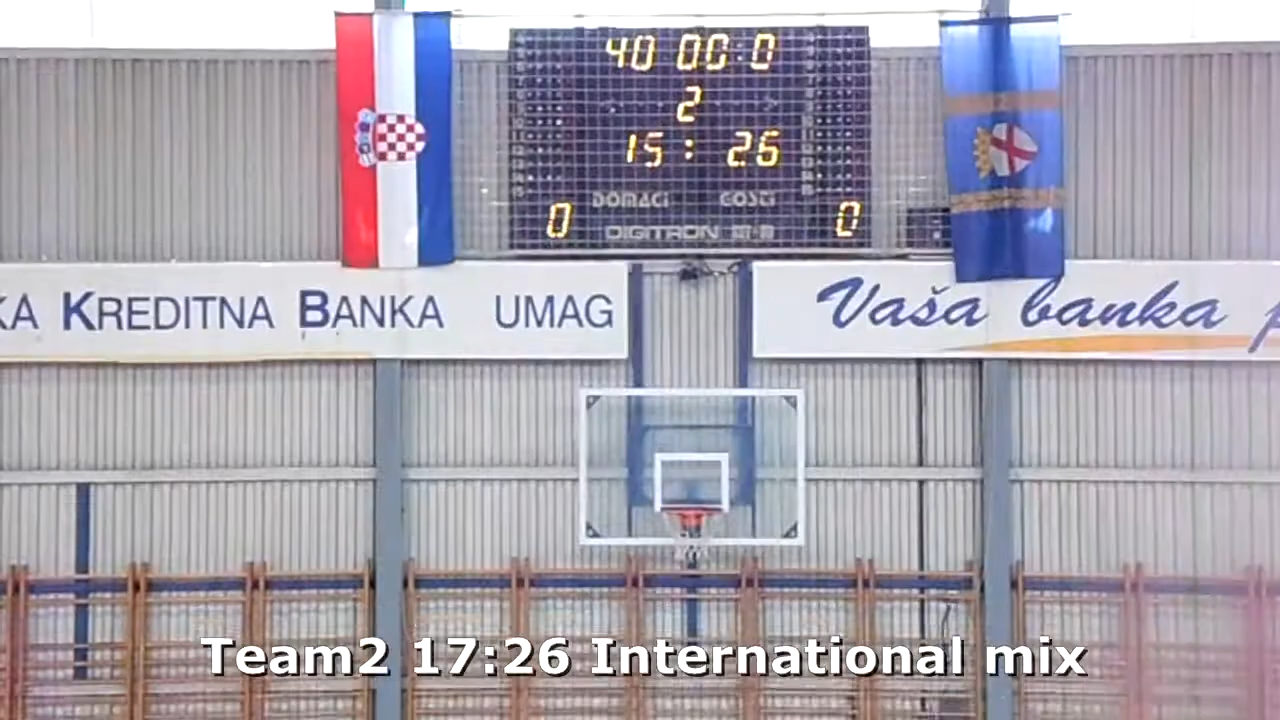 40 00:0
2
15 : 26
DOMAĆI GOSTI
0 0
DIGITRON
KA KREDITNA BANKA UMAG
Vaša banka p
Team2 17:26 International mix